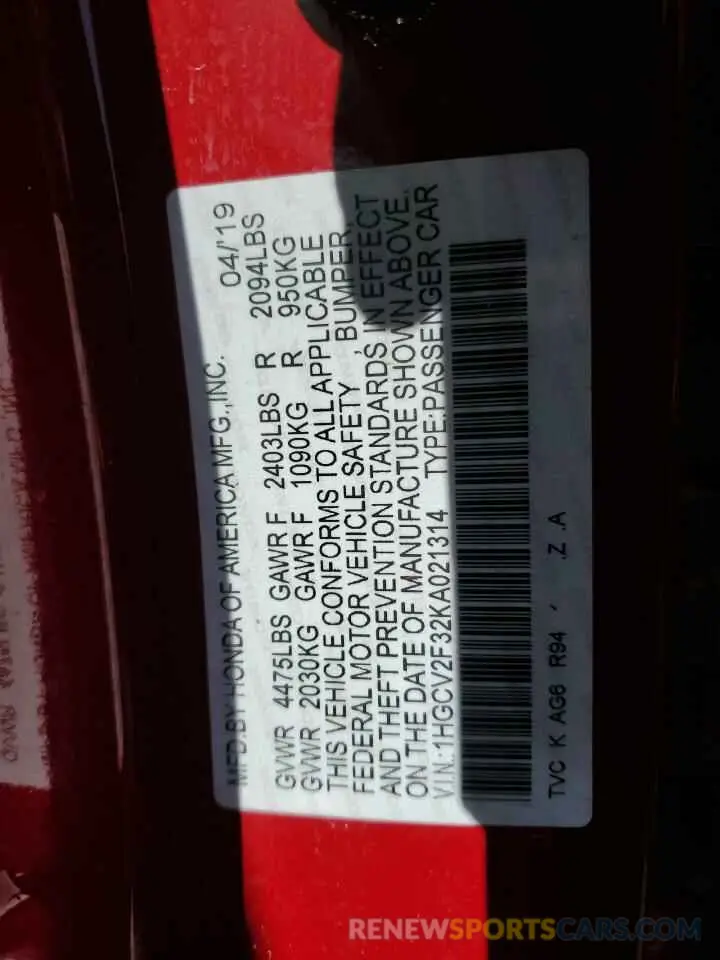 MFD.BY HONDA OF AMERICA MFG.,INC. 04/'19
GVWR 4475LBS GAWR F 2403LBS R 2094LBS
GVWR 2030KG GAWR F 1090KG R 950KG
THIS VEHICLE CONFORMS TO ALL APPLICABLE
FEDERAL MOTOR VEHICLE SAFETY , BUMPER,
AND THEFT PREVENTION STANDARDS IN EFFECT
ON THE DATE OF MANUFACTURE SHOWN ABOVE.
V I N.:1HGCV2F32KA021314 TYPE:PASSENGER CAR
TVC K AG6 R94 ' .Z .A
RENEWSPORTSCARS.COM